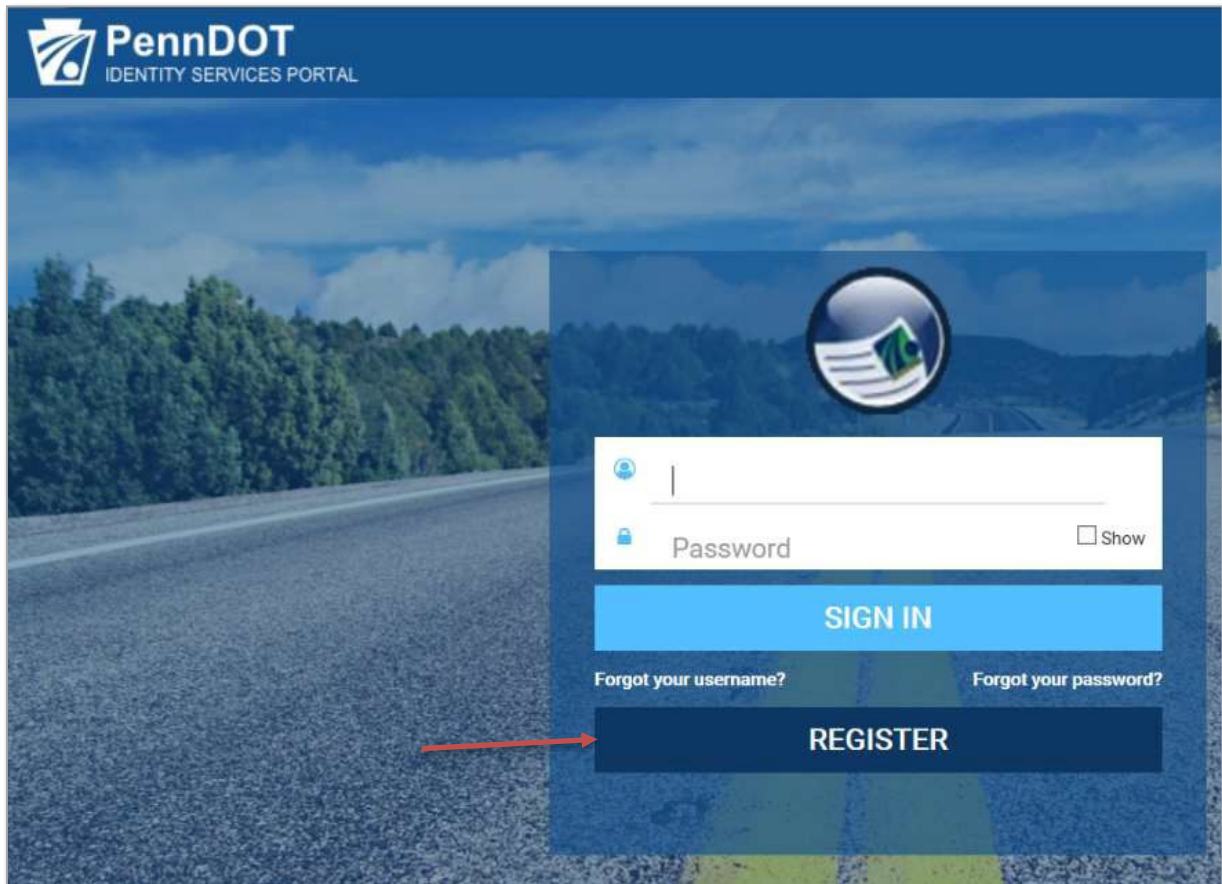 PennDOT
IDENTITY SERVICES PORTAL
Password
Show
SIGN IN
Forgot your username? Forgot your password?
REGISTER